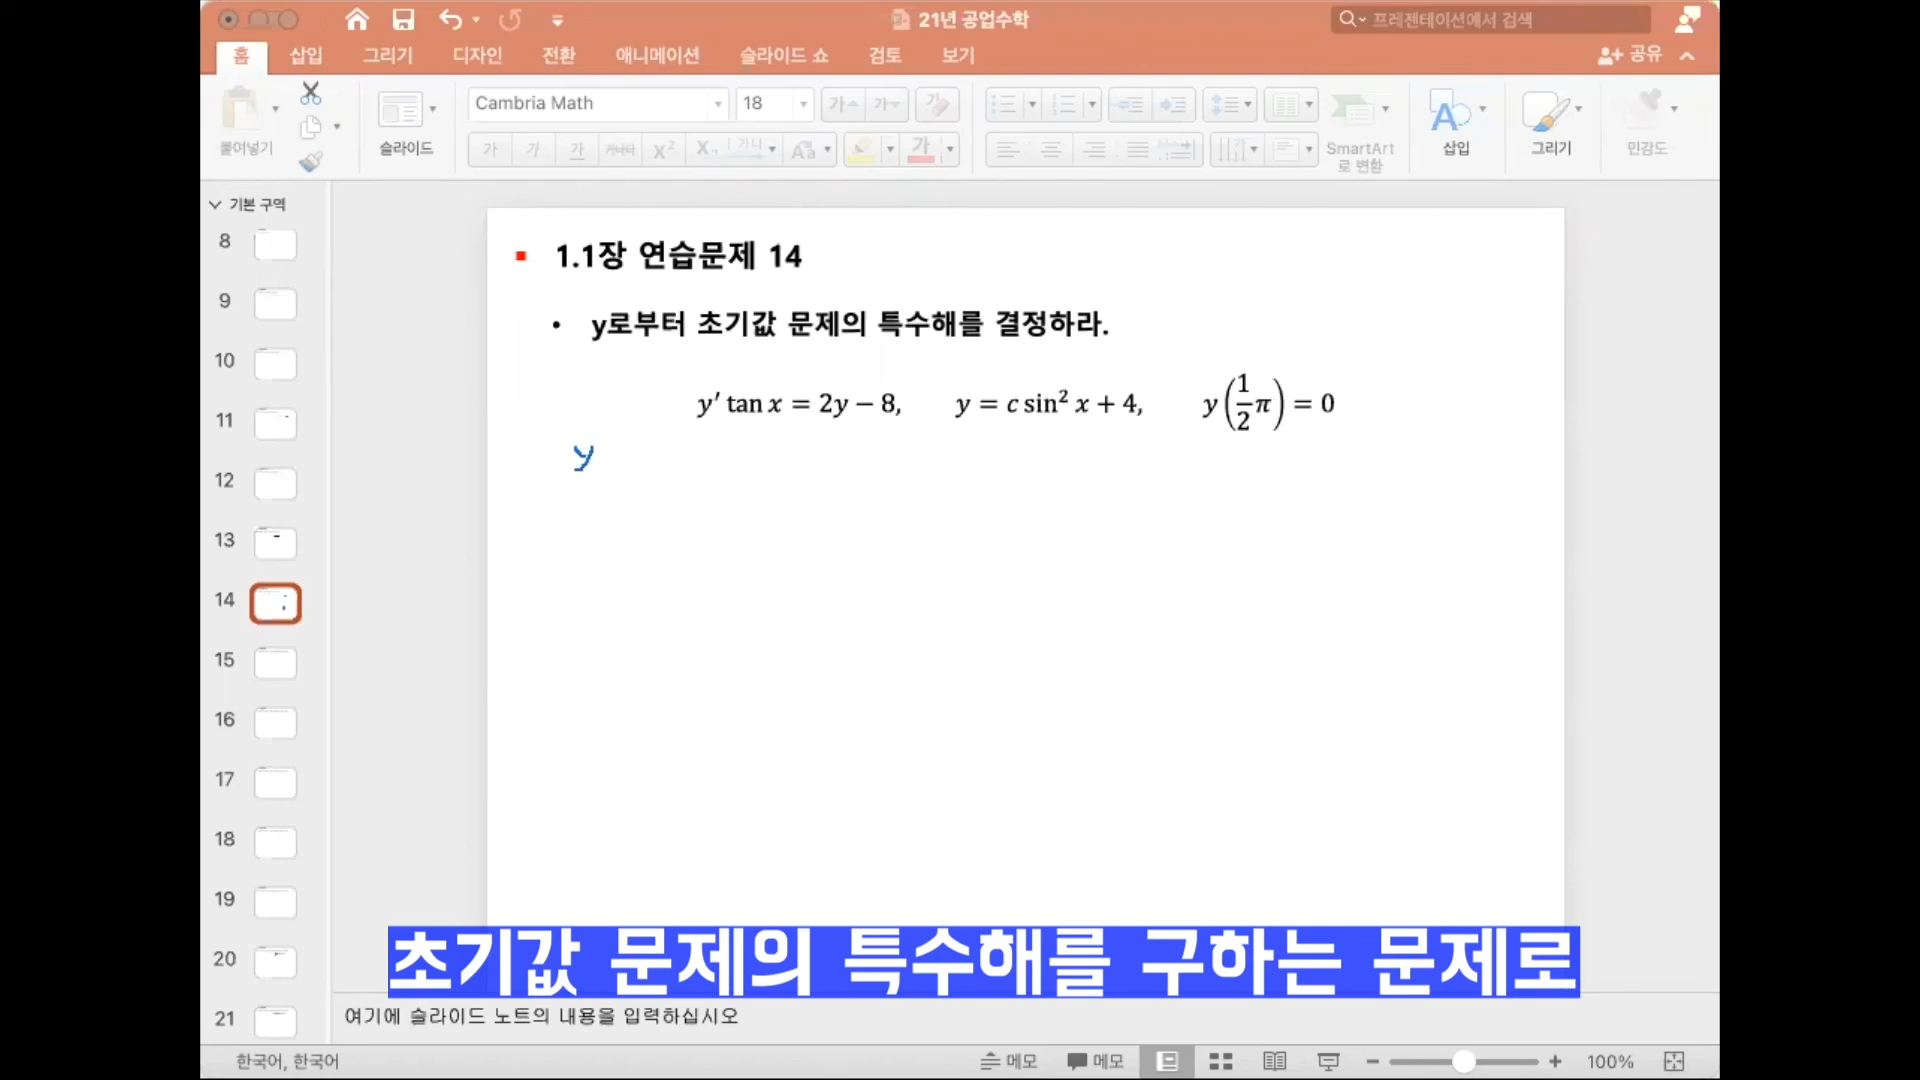 21년 공업수학
프레젠테이션에서 검색
홈 삽입 그리기 디자인 전환 애니메이션 슬라이드 쇼 검토 보기
공유
Cambria Math 18
붙여넣기 슬라이드
SmartArt
로 변환
삽입 그리기 민감도
기본 구역
8
9
10
11
12
13
14
15
16
17
18
19
20
21
1.1장 연습문제 14
• y로부터 초기값 문제의 특수해를 결정하라.
y′ tan x = 2y − 8, y = c sin² x + 4, y(1/2 π) = 0
y
초기값 문제의 특수해를 구하는 문제로
여기에 슬라이드 노트의 내용을 입력하십시오
한국어, 한국어 메모 메모 100%